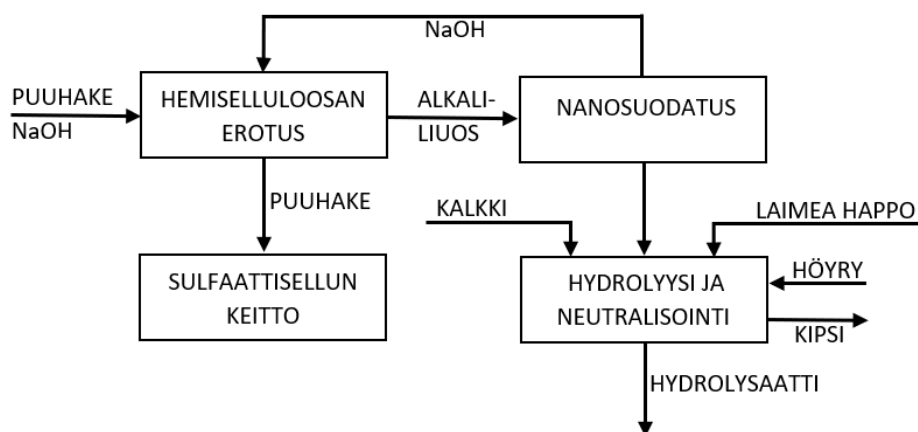 NaOH
PUUHAKE
NaOH
HEMISELLULOOSAN
EROTUS
ALKALI-
LIUOS
NANOSUODATUS
PUUHAKE
KALKKI
LAIMEA HAPPO
SULFAATTISELLUN
KEITTO
HYDROLYYSI JA
NEUTRALISOINTI
HÖYRY
KIPSI
HYDROLYSAATTI